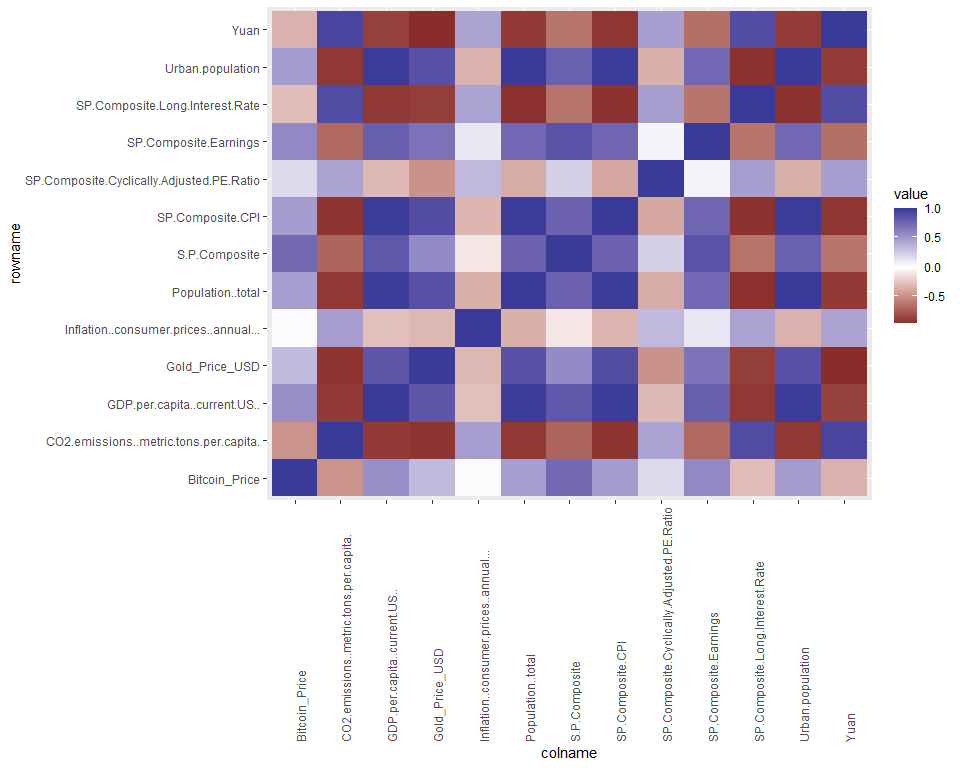 Yuan
Urban.population
SP.Composite.Long.Interest.Rate
SP.Composite.Earnings
SP.Composite.Cyclically.Adjusted.PE.Ratio
SP.Composite.CPI
S.P.Composite
Population..total
Inflation..consumer.prices..annual...
Gold_Price_USD
GDP.per.capita..current.US..
CO2.emissions..metric.tons.per.capita.
Bitcoin_Price
rowname
Bitcoin_Price
CO2.emissions..metric.tons.per.capita.
GDP.per.capita..current.US..
Gold_Price_USD
Inflation..consumer.prices..annual...
Population..total
S.P.Composite
SP.Composite.CPI
SP.Composite.Cyclically.Adjusted.PE.Ratio
SP.Composite.Earnings
SP.Composite.Long.Interest.Rate
Urban.population
Yuan
colname
value
1.0
0.5
0.0
-0.5